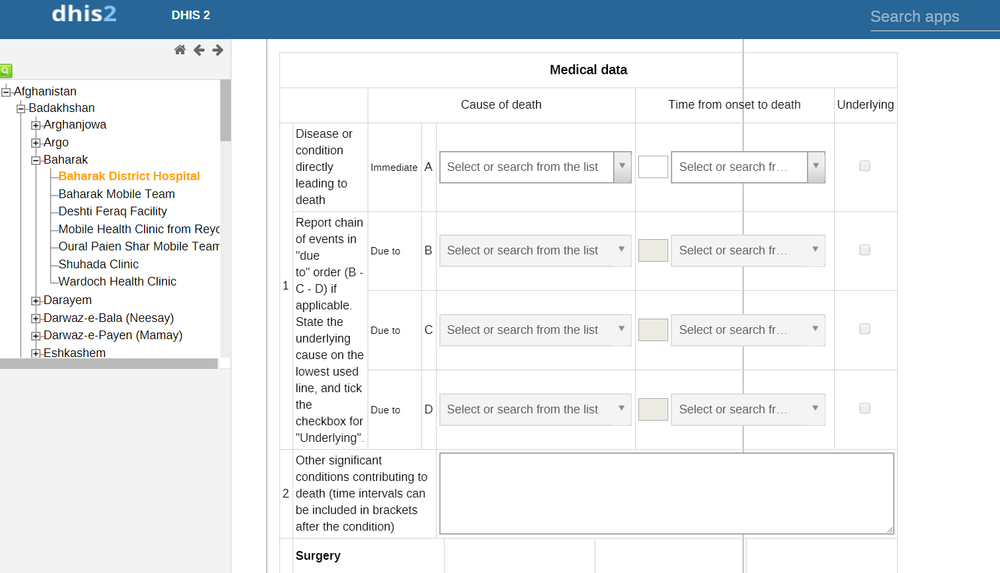 dhis2
DHIS 2
Search apps
Afghanistan
Badakhshan
Arghanjowa
Argo
Baharak
Baharak District Hospital
Baharak Mobile Team
Deshti Feraq Facility
Mobile Health Clinic from Reyo
Oural Paien Shar Mobile Team
Shuhada Clinic
Wardoch Health Clinic
Darayem
Darwaz-e-Bala (Neesay)
Darwaz-e-Payen (Mamay)
Eshkashem
Medical data
Cause of death
Time from onset to death
Underlying
1
Disease or
condition
directly
leading to
death
Immediate
A
Select or search from the list
Select or search fr...
Report chain
of events in
"due
to" order (B -
C - D) if
applicable.
State the
underlying
cause on the
lowest used
line, and tick
the
checkbox for
"Underlying".
Due to
B
Select or search from the list
Select or search fr...
Due to
C
Select or search from the list
Select or search fr...
Due to
D
Select or search from the list
Select or search fr...
2
Other significant
conditions contributing to
death (time intervals can
be included in brackets
after the condition)
Surgery